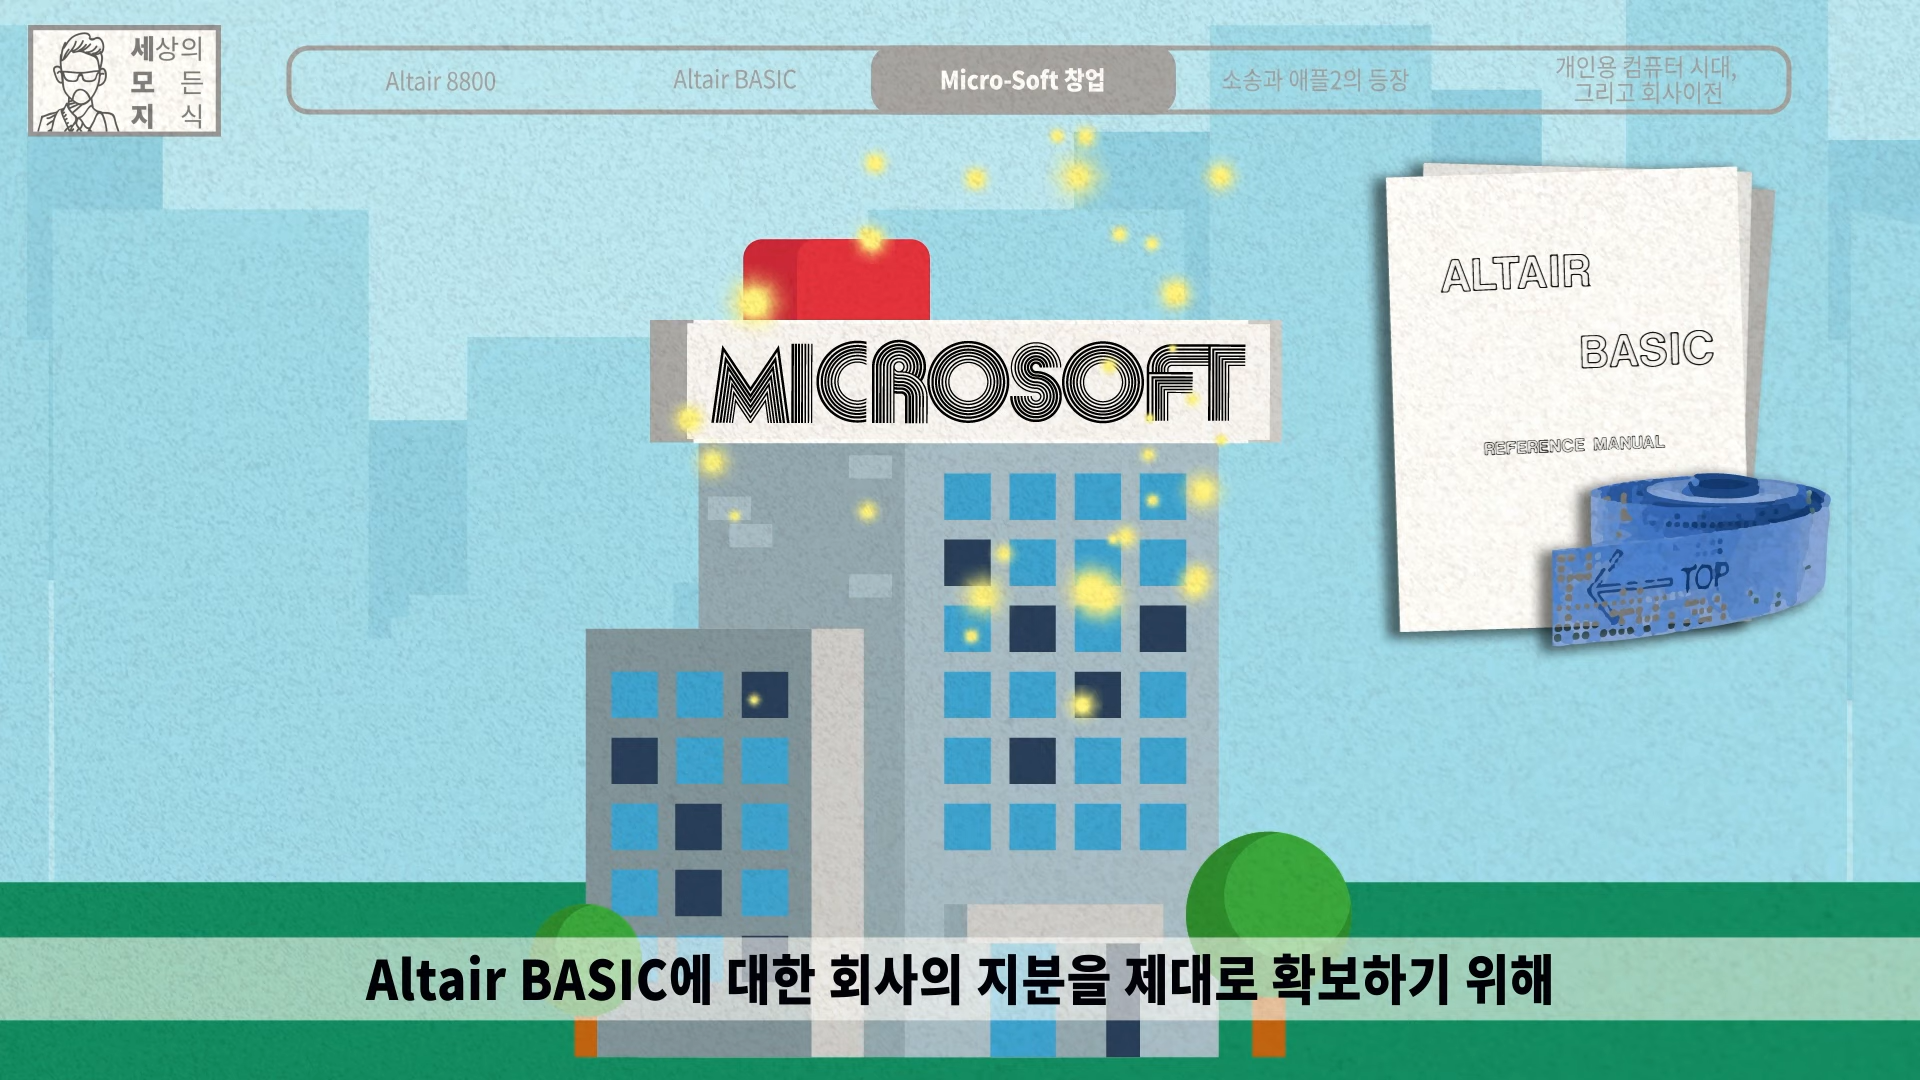 세상의
모 든
지 식
Altair 8800
Altair BASIC
Micro-Soft 창업
소송과 애플2의 등장
개인용 컴퓨터 시대,
그리고 회사이전
MICROSOFT
ALTAIR
BASIC
REFERENCE MANUAL
TOP
Altair BASIC에 대한 회사의 지분을 제대로 확보하기 위해